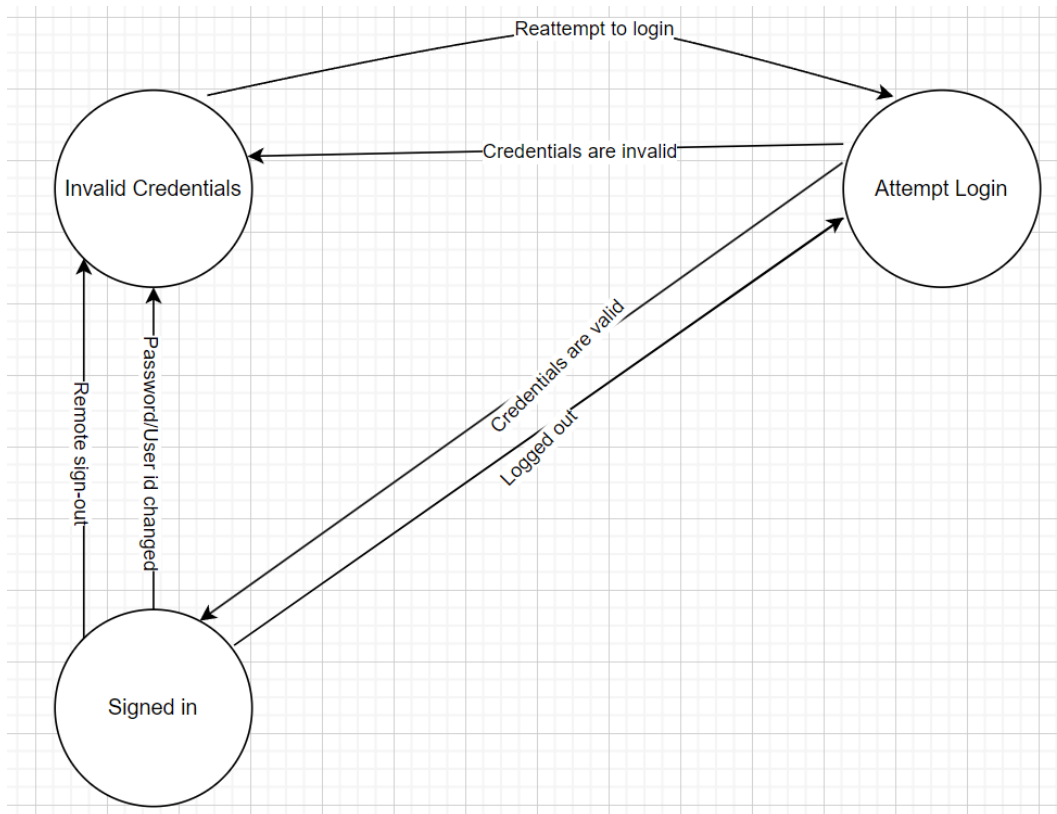 Reattempt to login
Credentials are invalid
Invalid Credentials
Attempt Login
Credentials are valid
Logged out
Remote sign-out
Password/User id changed
Signed in